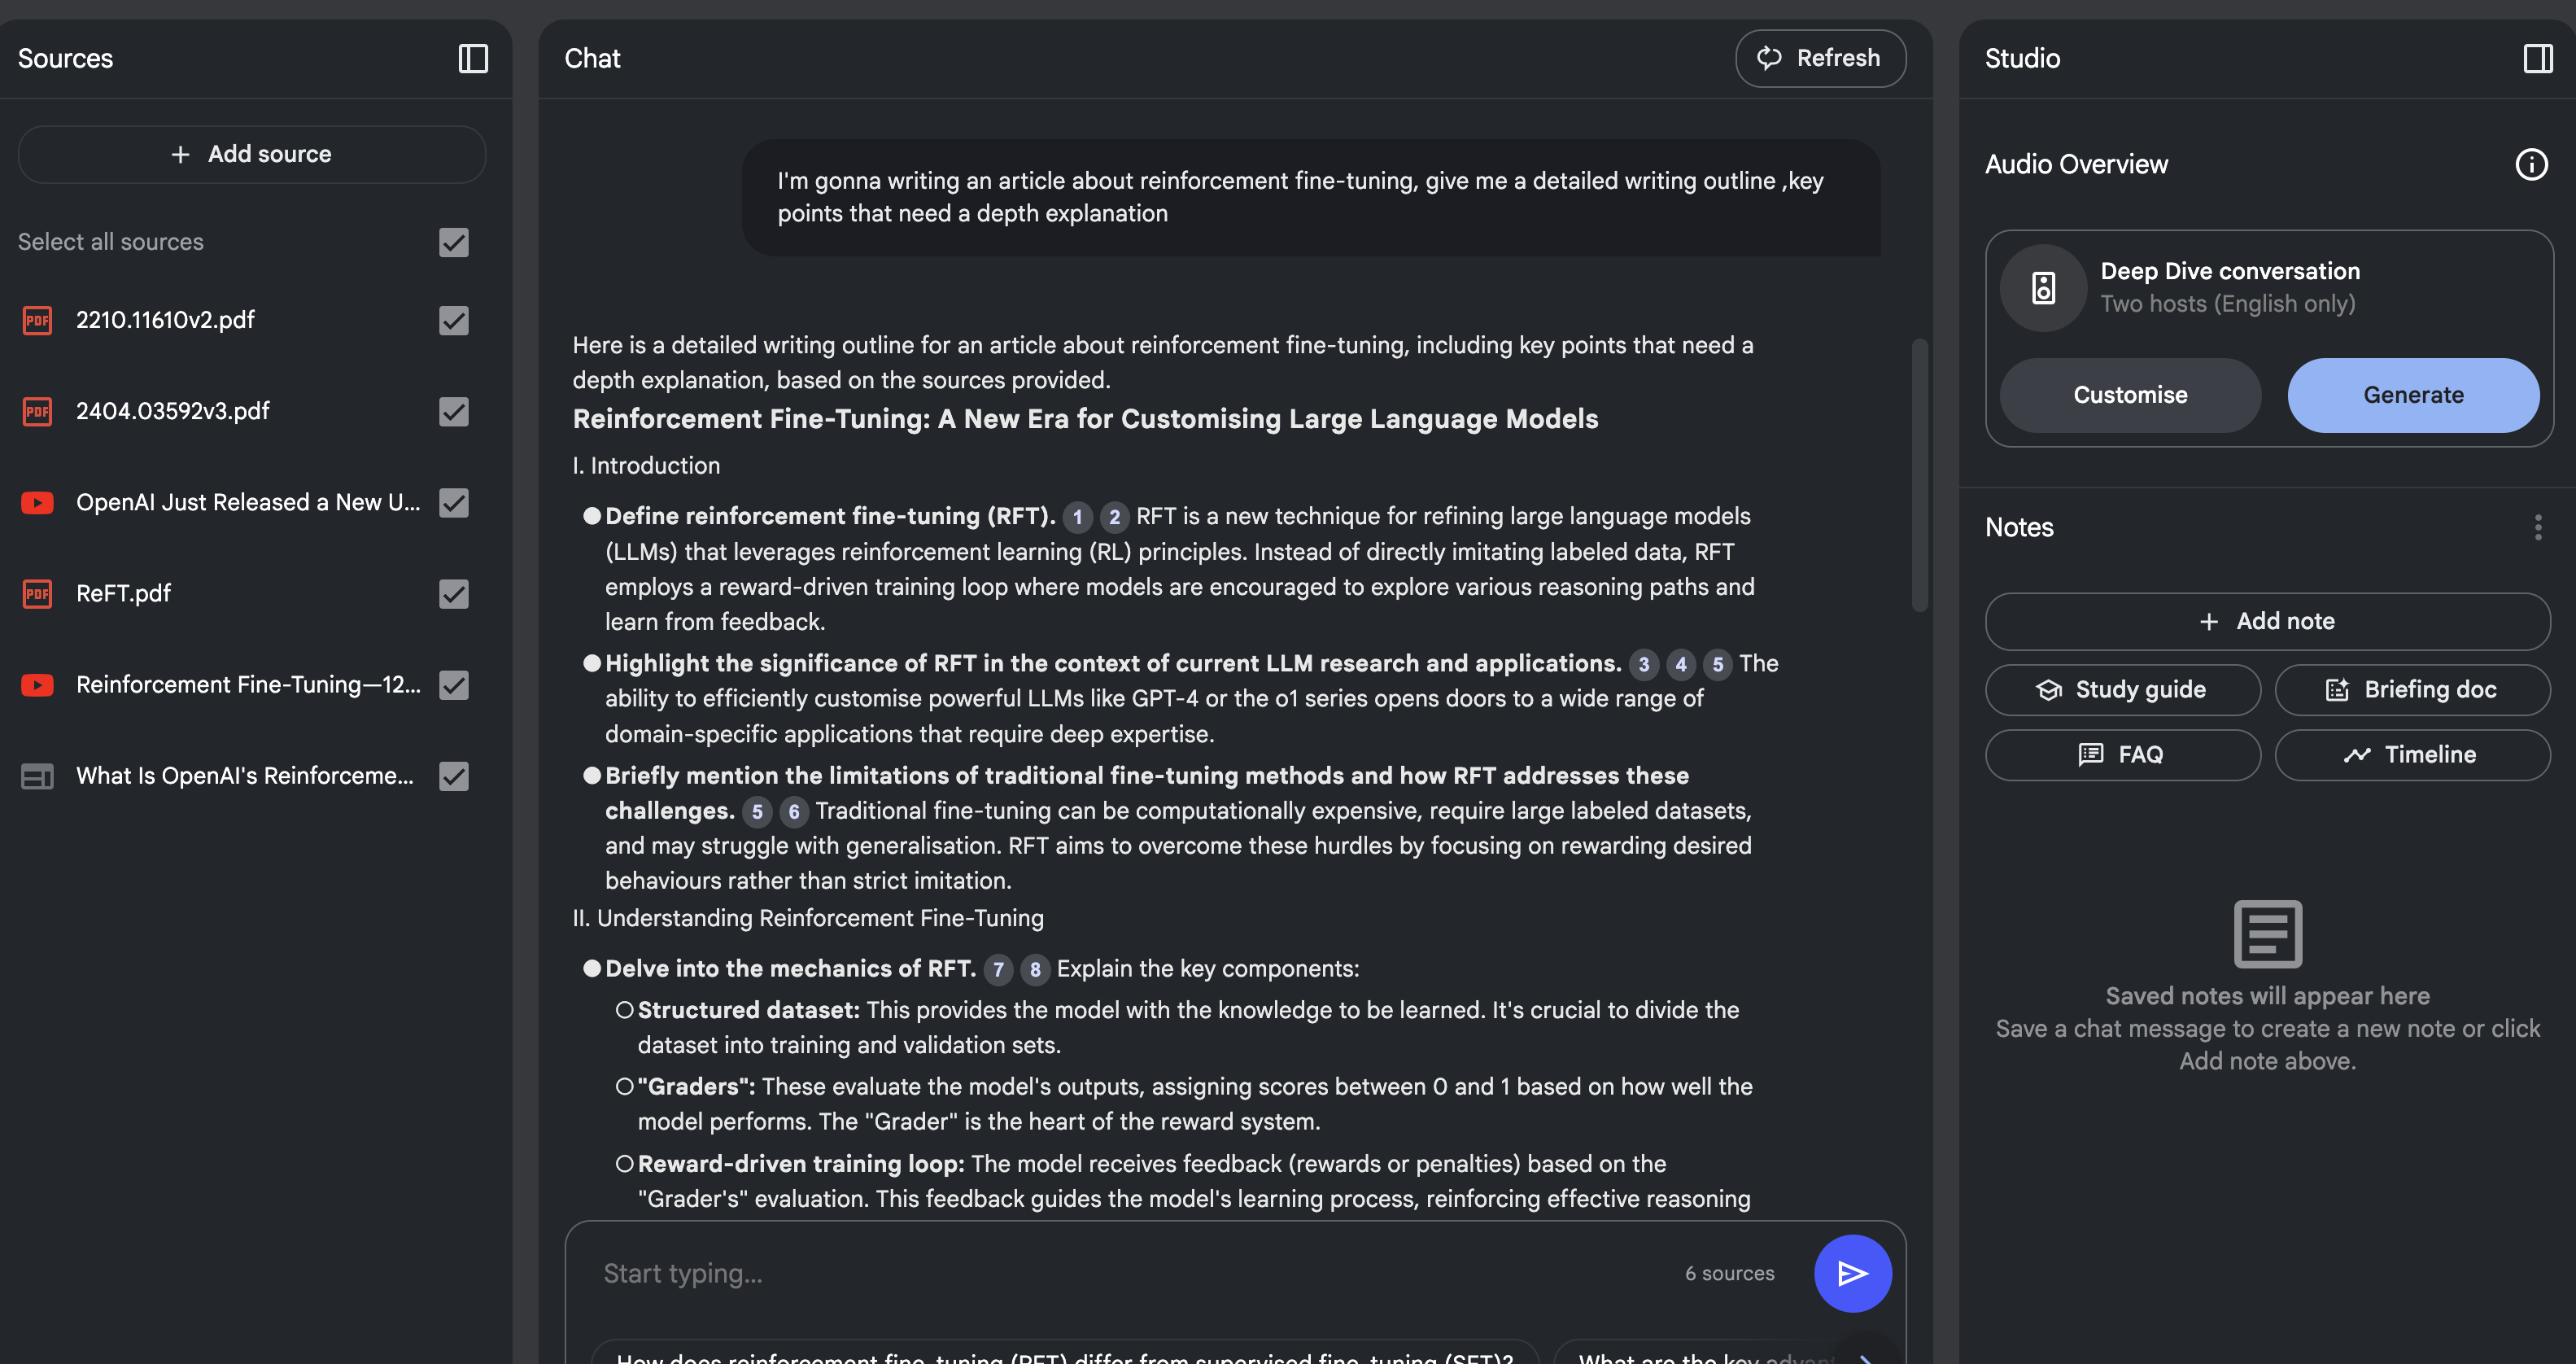 Sources
Add source
Select all sources
PDF 2210.11610v2.pdf
PDF 2404.03592v3.pdf
OpenAI Just Released a New U...
PDF ReFT.pdf
Reinforcement Fine-Tuning—12...
What Is OpenAI's Reinforceme...
Chat
Refresh
I'm gonna writing an article about reinforcement fine-tuning, give me a detailed writing outline ,key
points that need a depth explanation
Here is a detailed writing outline for an article about reinforcement fine-tuning, including key points that need a
depth explanation, based on the sources provided.
Reinforcement Fine-Tuning: A New Era for Customising Large Language Models
I. Introduction
Define reinforcement fine-tuning (RFT). 1 2 RFT is a new technique for refining large language models
(LLMs) that leverages reinforcement learning (RL) principles. Instead of directly imitating labeled data, RFT
employs a reward-driven training loop where models are encouraged to explore various reasoning paths and
learn from feedback.
Highlight the significance of RFT in the context of current LLM research and applications. 3 4 5 The
ability to efficiently customise powerful LLMs like GPT-4 or the o1 series opens doors to a wide range of
domain-specific applications that require deep expertise.
Briefly mention the limitations of traditional fine-tuning methods and how RFT addresses these
challenges. 5 6 Traditional fine-tuning can be computationally expensive, require large labeled datasets,
and may struggle with generalisation. RFT aims to overcome these hurdles by focusing on rewarding desired
behaviours rather than strict imitation.
II. Understanding Reinforcement Fine-Tuning
Delve into the mechanics of RFT. 7 8 Explain the key components:
Structured dataset: This provides the model with the knowledge to be learned. It's crucial to divide the
dataset into training and validation sets.
"Graders": These evaluate the model's outputs, assigning scores between 0 and 1 based on how well the
model performs. The "Grader" is the heart of the reward system.
Reward-driven training loop: The model receives feedback (rewards or penalties) based on the
"Grader's" evaluation. This feedback guides the model's learning process, reinforcing effective reasoning
Start typing...
6 sources
How does reinforcement fine-tuning (RFT) differ from supervised fine-tuning (SFT)?
What are the key
Studio
Audio Overview
Deep Dive conversation
Two hosts (English only)
Customise
Generate
Notes
Add note
Study guide
Briefing doc
FAQ
Timeline
Saved notes will appear here
Save a chat message to create a new note or click
Add note above.